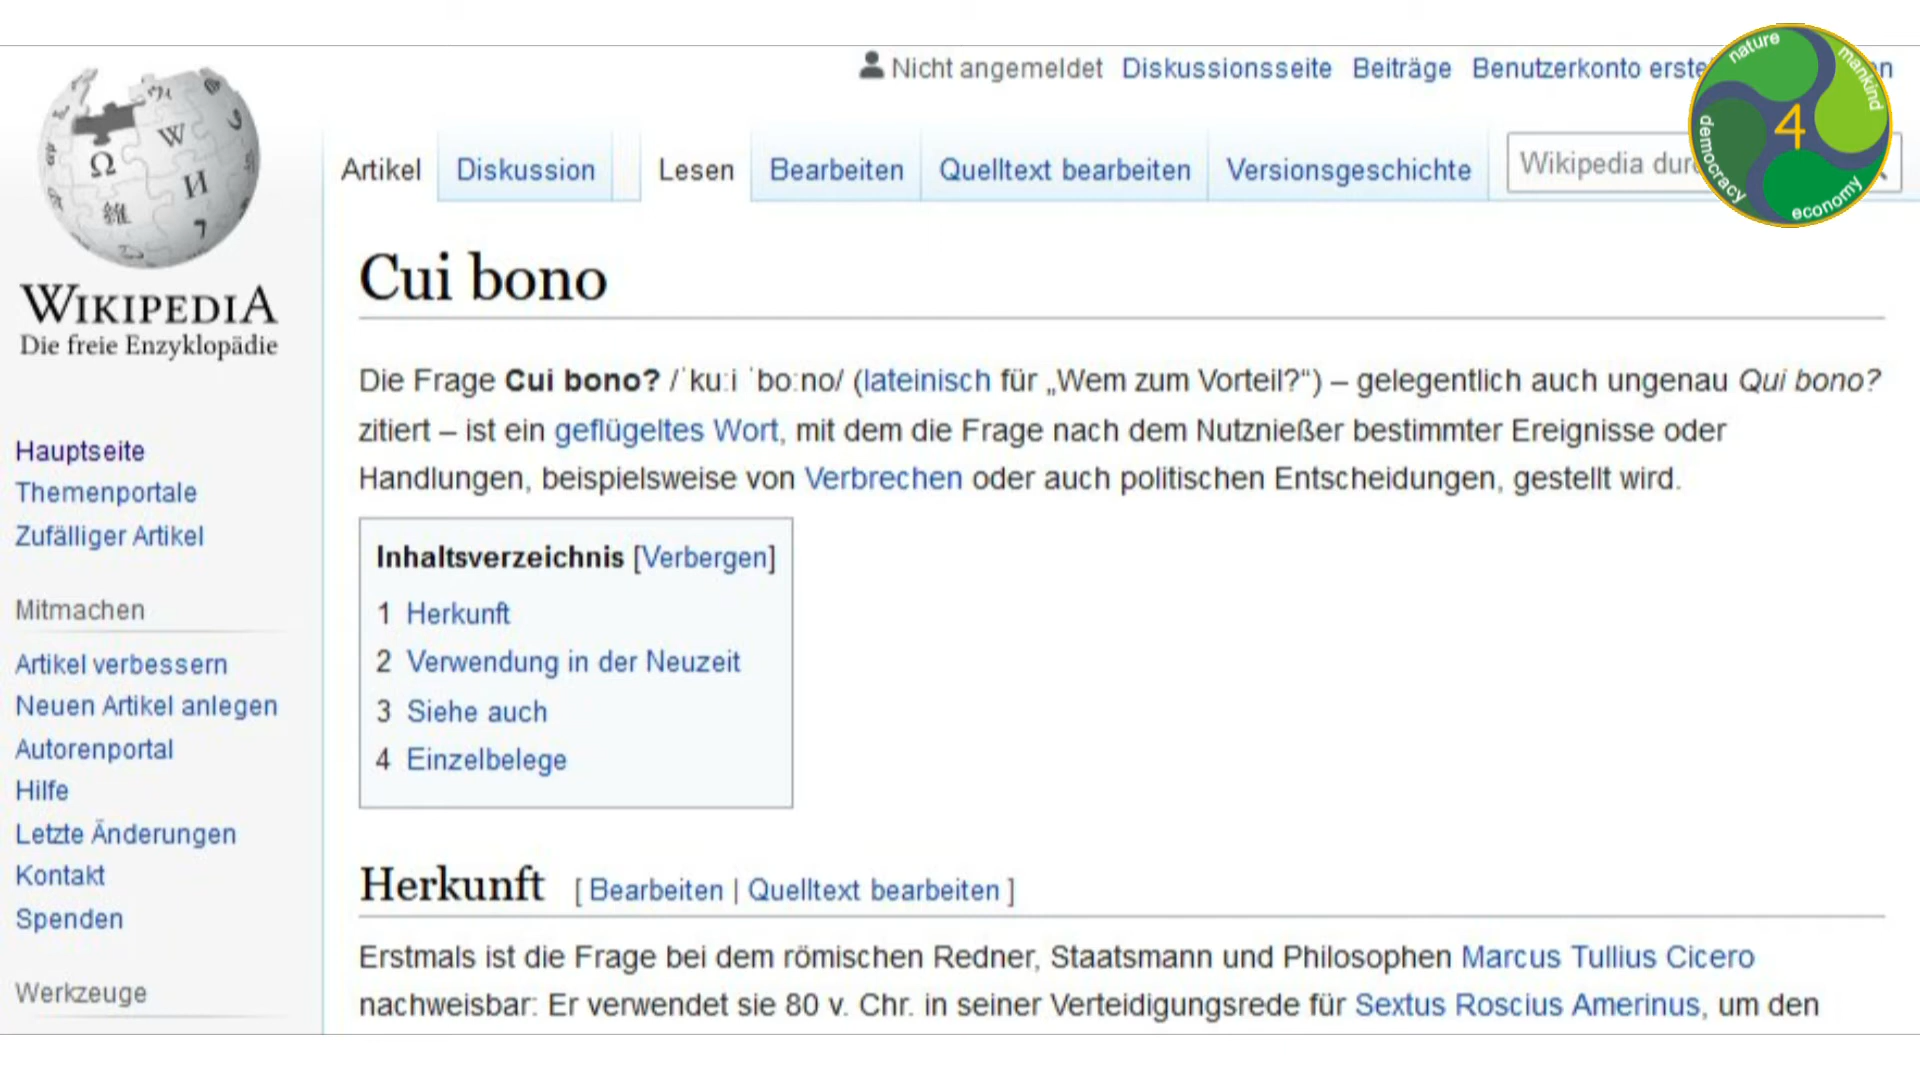 Nicht angemeldet Diskussionsseite Beiträge Benutzerkonto
nature
mankind
democracy
economy
4
Artikel Diskussion Lesen Bearbeiten Quelltext bearbeiten Versionsgeschichte Wikipedia
WIKIPEDIA
Die freie Enzyklopädie
Hauptseite
Themenportale
Zufälliger Artikel
Mitmachen
Artikel verbessern
Neuen Artikel anlegen
Autorenportal
Hilfe
Letzte Änderungen
Kontakt
Spenden
Werkzeuge
Cui bono
Die Frage Cui bono? /ˈkuːi ˈboːno/ (lateinisch für „Wem zum Vorteil?“) – gelegentlich auch ungenau Qui bono?
zitiert – ist ein geflügeltes Wort, mit dem die Frage nach dem Nutznießer bestimmter Ereignisse oder
Handlungen, beispielsweise von Verbrechen oder auch politischen Entscheidungen, gestellt wird.
Inhaltsverzeichnis [Verbergen]
1 Herkunft
2 Verwendung in der Neuzeit
3 Siehe auch
4 Einzelbelege
Herkunft [ Bearbeiten | Quelltext bearbeiten ]
Erstmals ist die Frage bei dem römischen Redner, Staatsmann und Philosophen Marcus Tullius Cicero
nachweisbar: Er verwendet sie 80 v. Chr. in seiner Verteidigungsrede für Sextus Roscius Amerinus, um den